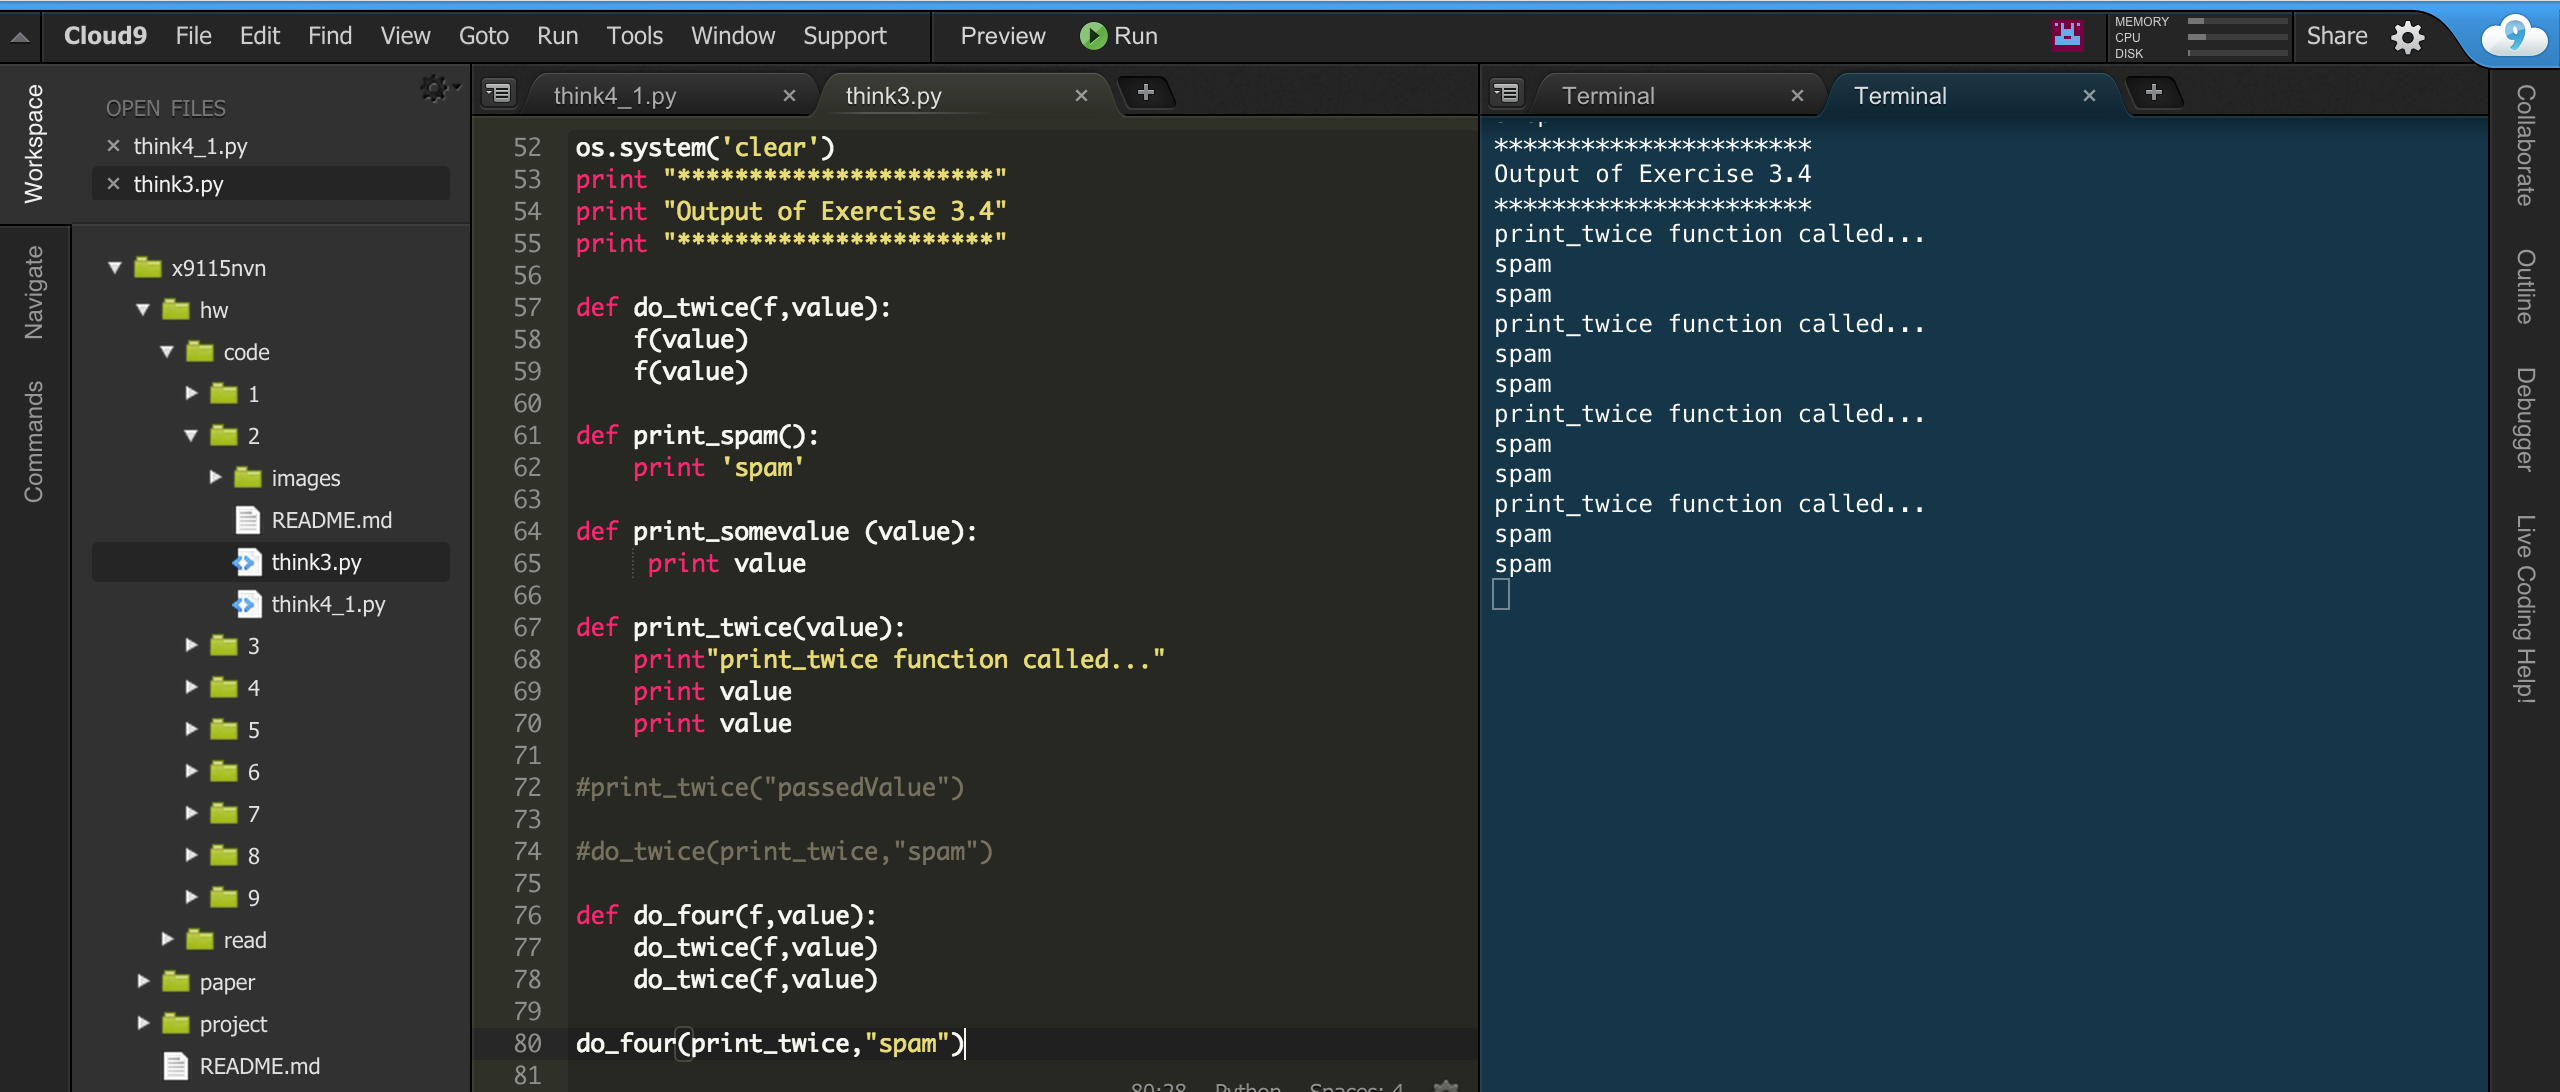 Cloud9 File Edit Find View Goto Run Tools Window Support Preview Run
MEMORY
CPU
DISK
Share
9
Workspace
Navigate
Commands
OPEN FILES
× think4_1.py
× think3.py
x9115nvn
hw
code
1
2
images
README.md
think3.py
think4_1.py
3
4
5
6
7
8
9
read
paper
project
README.md
think4_1.py ×
think3.py × +
52 os.system('clear')
53 print "**********************"
54 print "Output of Exercise 3.4"
55 print "**********************"
56
57 def do_twice(f,value):
58     f(value)
59     f(value)
60
61 def print_spam():
62     print 'spam'
63
64 def print_somevalue (value):
65      print value
66
67 def print_twice(value):
68     print"print_twice function called..."
69     print value
70     print value
71
72 #print_twice("passedValue")
73
74 #do_twice(print_twice,"spam")
75
76 def do_four(f,value):
77     do_twice(f,value)
78     do_twice(f,value)
79
80 do_four(print_twice,"spam")
81
80:28 Python Spaces: 4
Terminal ×
Terminal × +
**********************
Output of Exercise 3.4
**********************
print_twice function called...
spam
spam
print_twice function called...
spam
spam
print_twice function called...
spam
spam
print_twice function called...
spam
spam
Collaborate
Outline
Debugger
Live Coding Help!